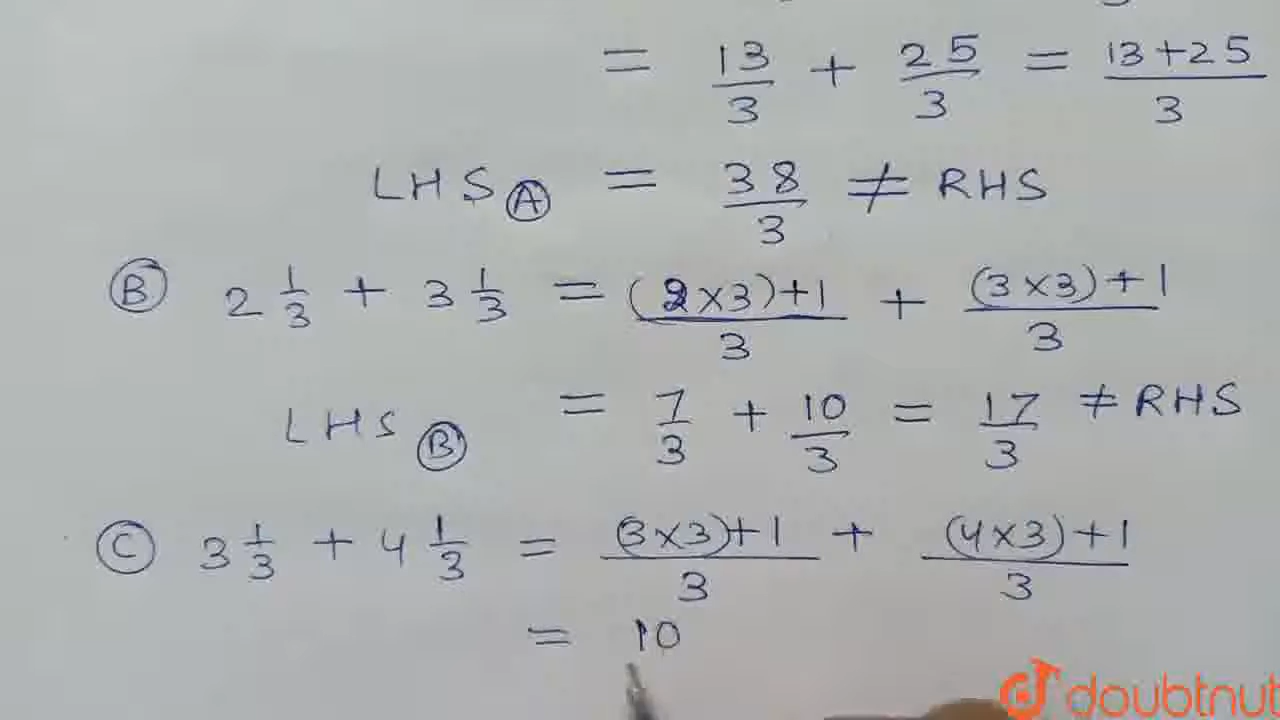 = 13/3 + 25/3 = 13+25/3
LHS Ⓐ = 38/3 ≠ RHS
Ⓑ 2 1/3 + 3 1/3 = (2×3)+1/3 + (3×3)+1/3
LHS Ⓑ = 7/3 + 10/3 = 17/3 ≠ RHS
Ⓒ 3 1/3 + 4 1/3 = (3×3)+1/3 + (4×3)+1/3
= 10
doubtnut